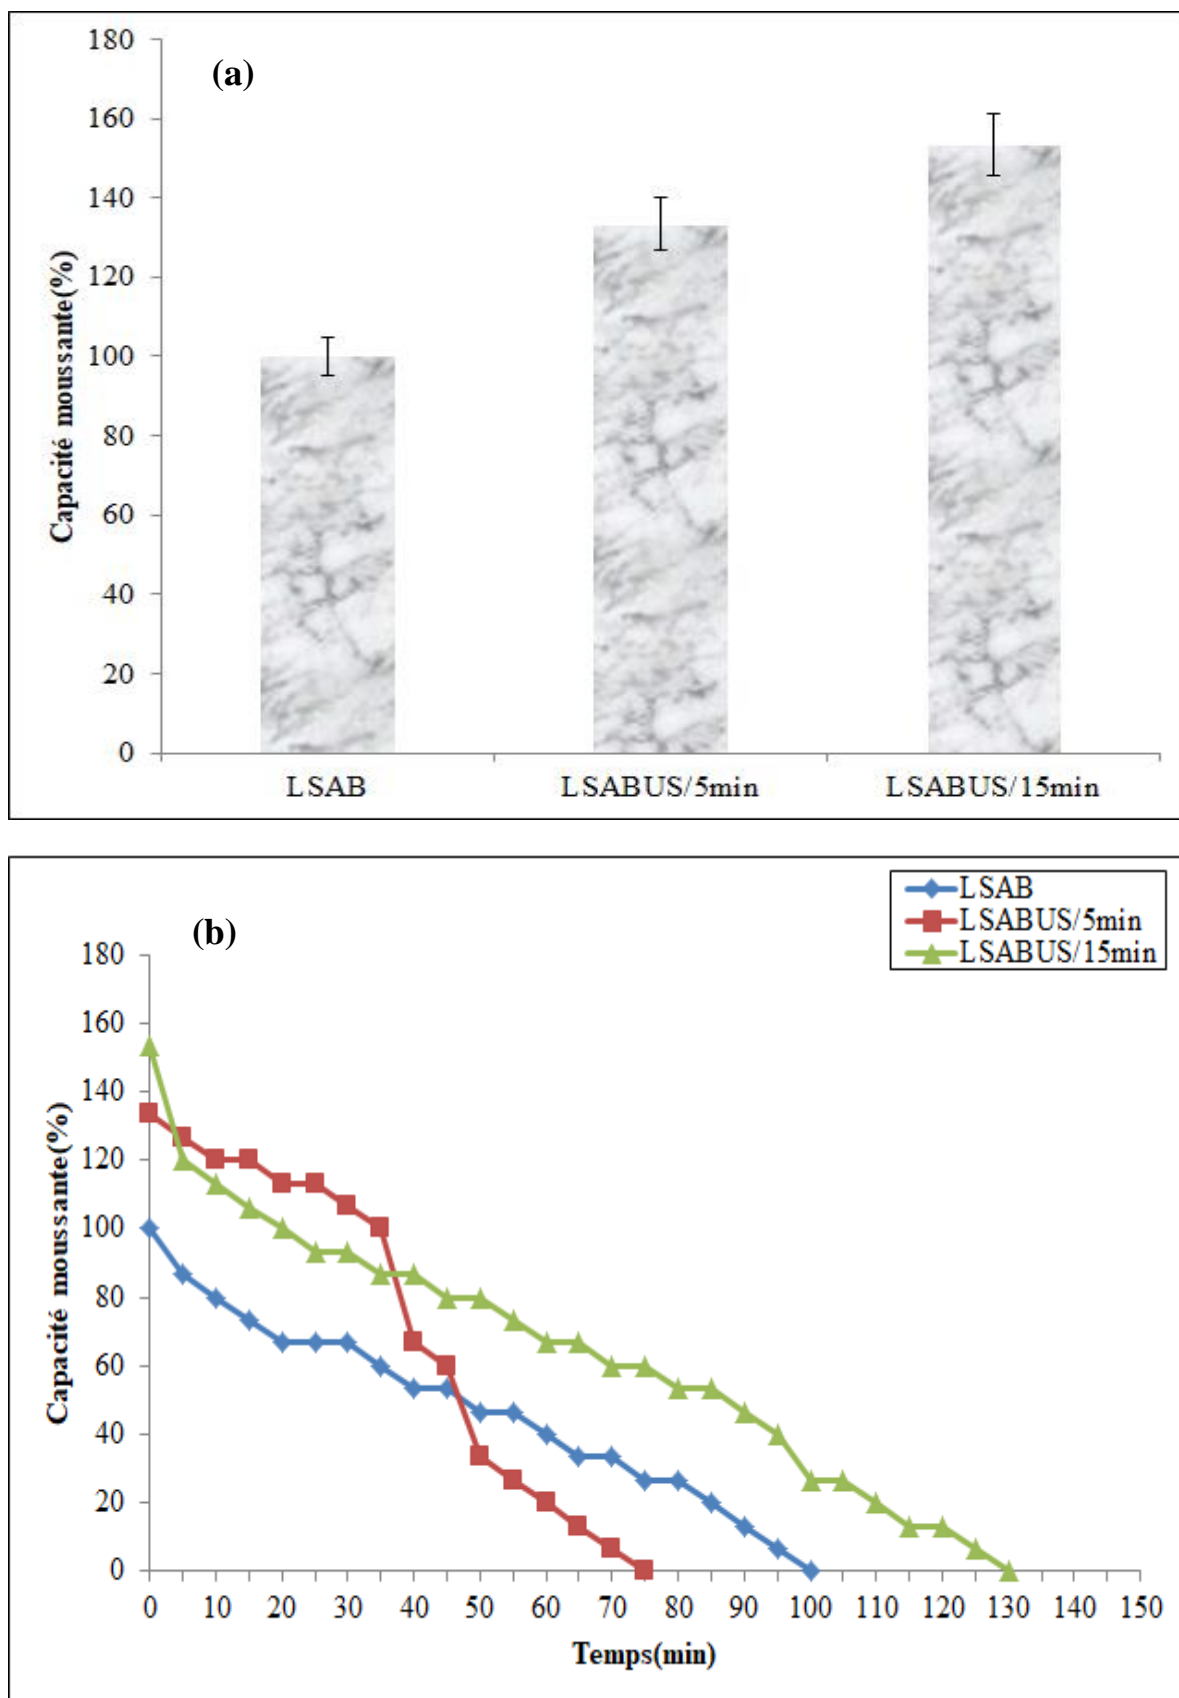 (a)
Capacité moussante(%)
180
160
140
120
100
80
60
40
20
0
LSAB LSABUS/5min LSABUS/15min
LSAB
LSABUS/5min
LSABUS/15min
(b)
Capacité moussante(%)
180
160
140
120
100
80
60
40
20
0
0 10 20 30 40 50 60 70 80 90 100 110 120 130 140 150
Temps(min)